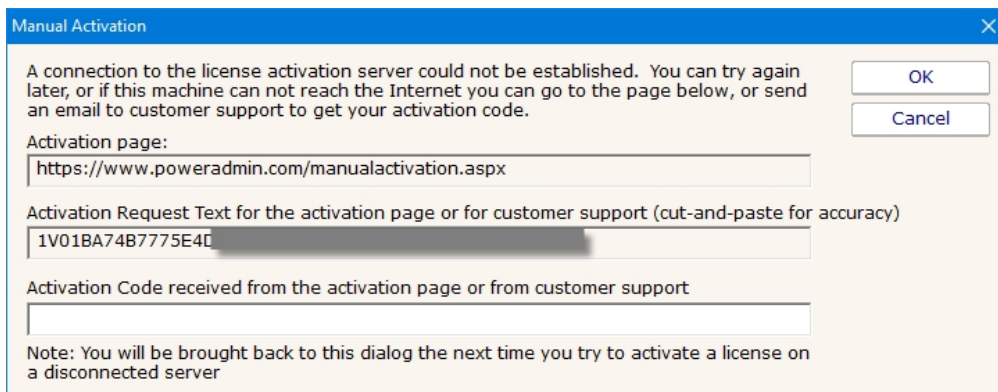 Manual Activation
A connection to the license activation server could not be established.  You can try again
later, or if this machine can not reach the Internet you can go to the page below, or send
an email to customer support to get your activation code.
OK
Cancel
Activation page:
https://www.poweradmin.com/manualactivation.aspx
Activation Request Text for the activation page or for customer support (cut-and-paste for accuracy)
1V01BA74B7775E4D
Activation Code received from the activation page or from customer support
Note: You will be brought back to this dialog the next time you try to activate a license on
a disconnected server